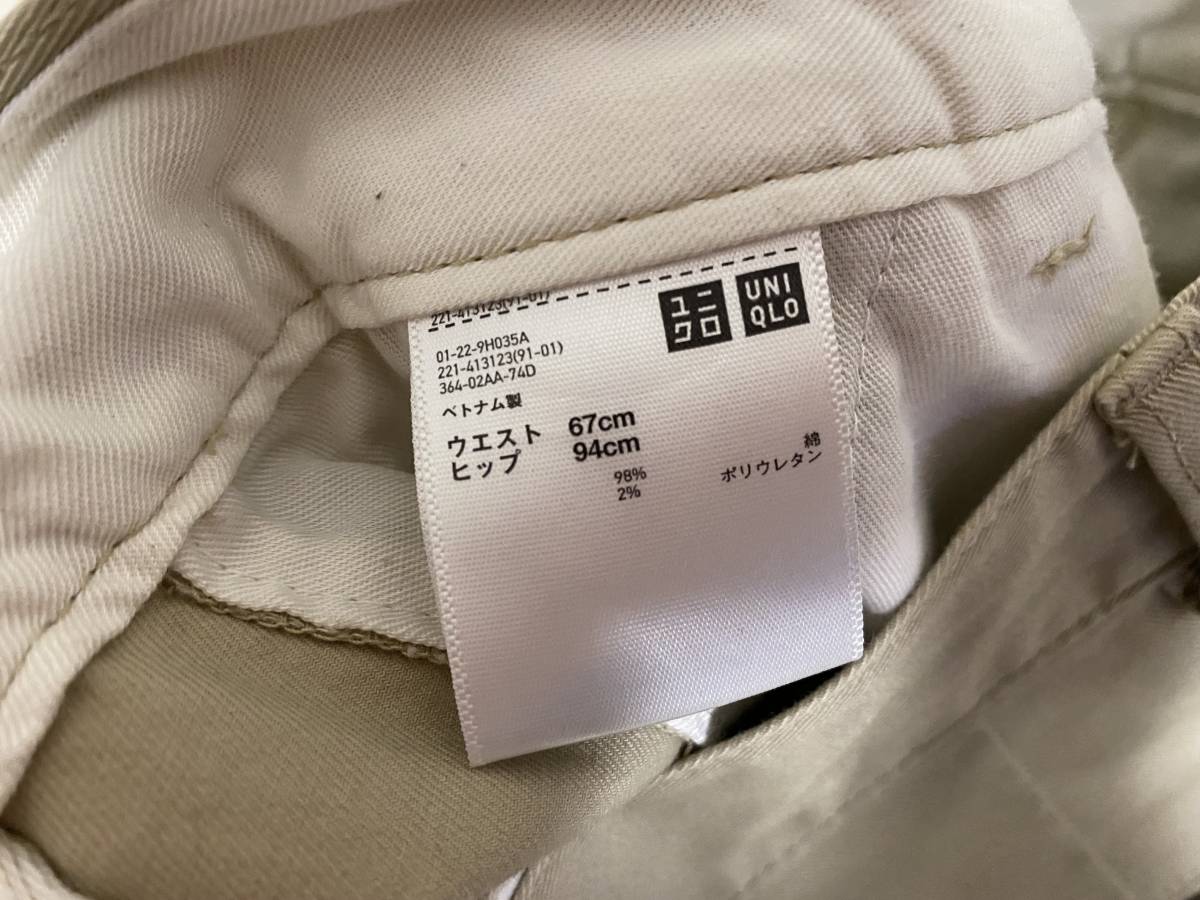 221-413123(91-01)
ユニ
クロ
UNI
QLO
01-22-9H035A
221-413123(91-01)
364-02AA-74D
ベトナム製
ウエスト 67cm
ヒップ 94cm
98% 綿
2% ポリウレタン